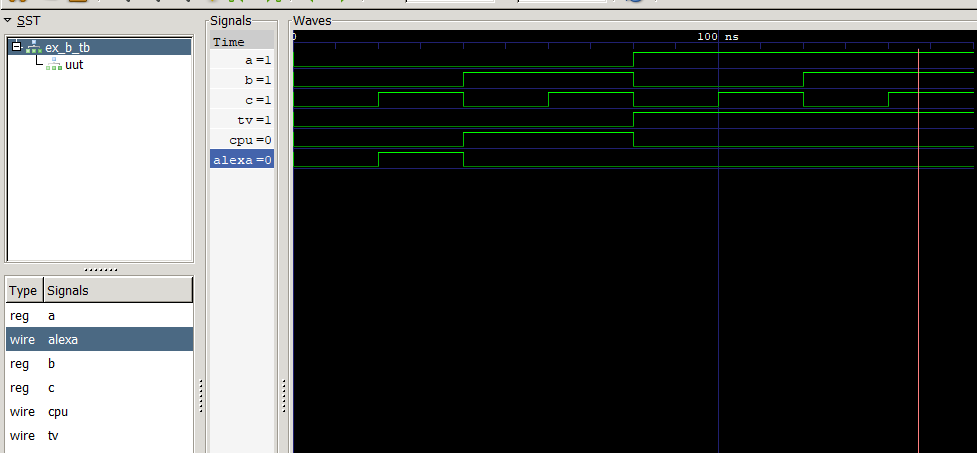 SST
ex_b_tb
uut
Type Signals
reg a
wire alexa
reg b
reg c
wire cpu
wire tv
Signals
Time
a =1
b =1
c =1
tv =1
cpu =0
alexa =0
Waves
0
100 ns